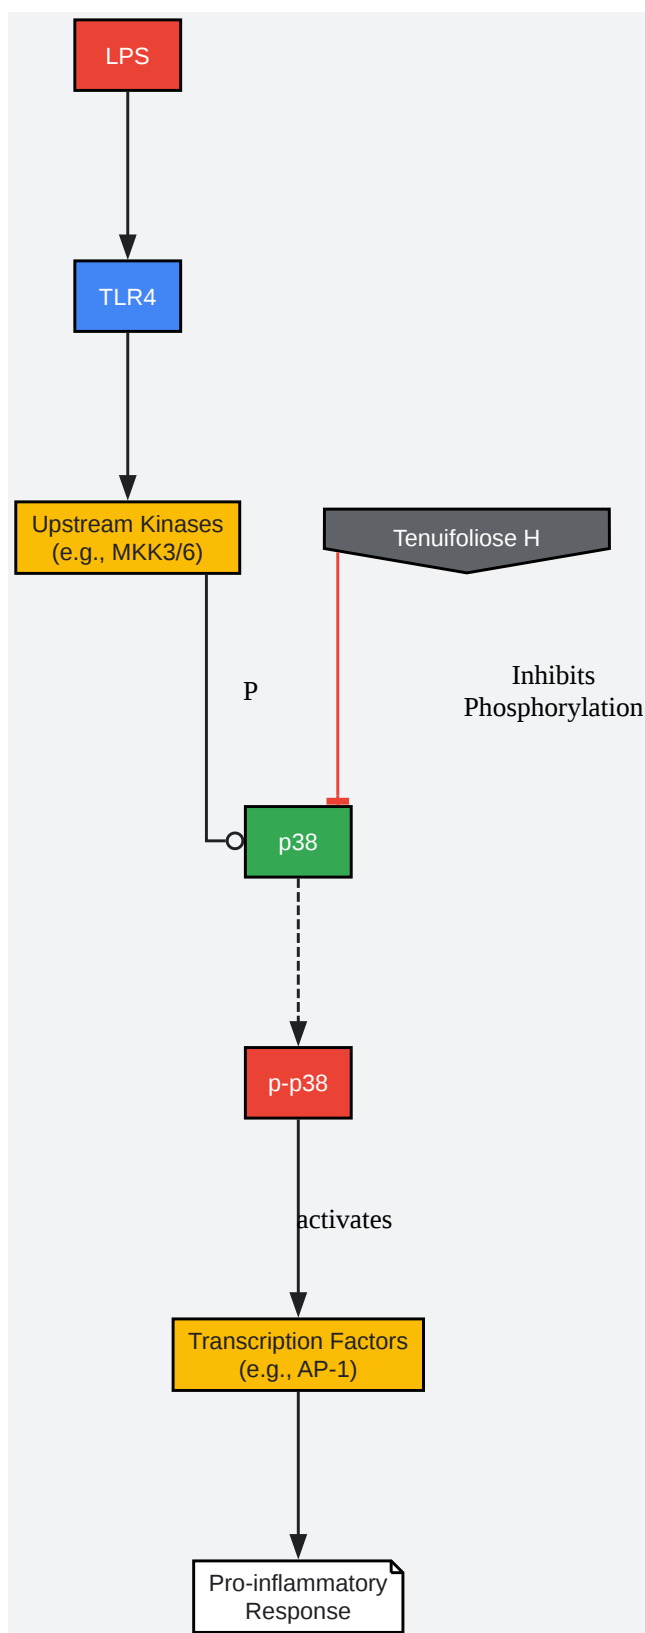 LPS
TLR4
Upstream Kinases
(e.g., MKK3/6)
Tenuifoliose H
P
Inhibits
Phosphorylation
p38
p-p38
activates
Transcription Factors
(e.g., AP-1)
Pro-inflammatory
Response